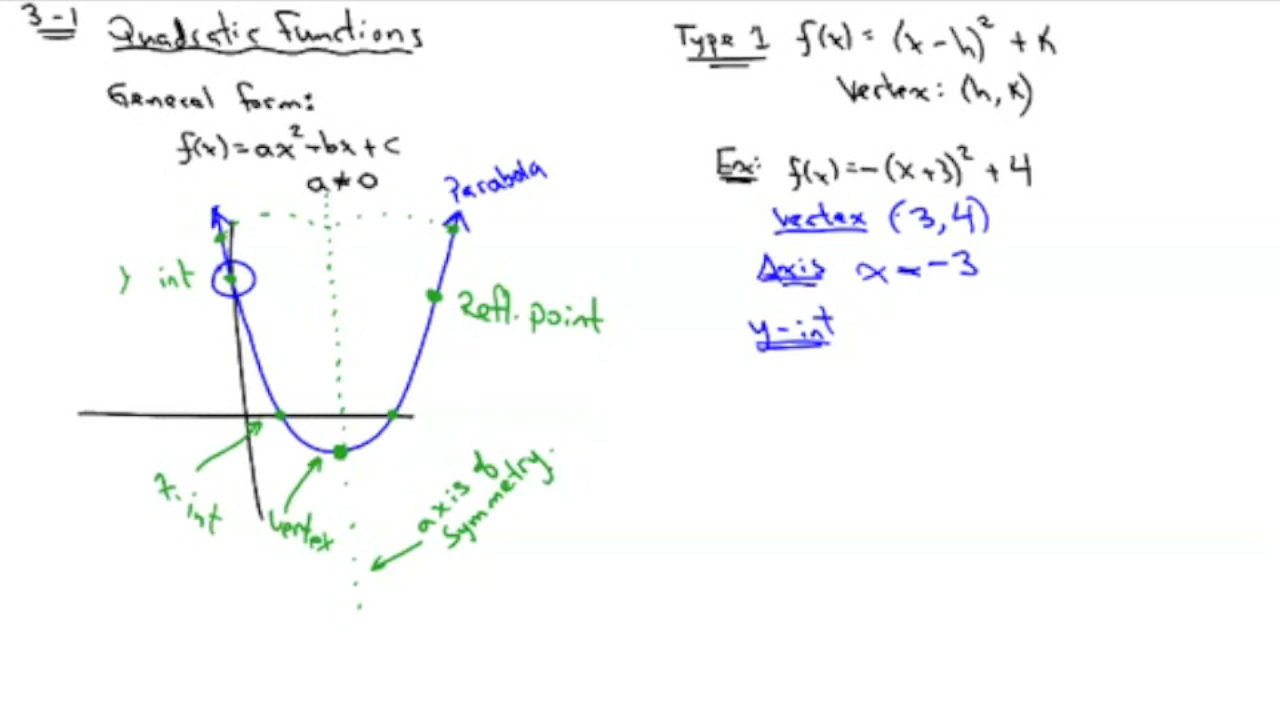 3-1 Quadratic Functions
General form:
f(x)=ax²+bx+c
a≠0
Parabola
y int
Refl. point
x-int
vertex
axis of symmetry.
Type 1 f(x) = (x-h)² + K
Vertex: (h, K)
Ex: f(x)=-(x+3)² + 4
Vertex (-3,4)
Axis x=-3
y-int